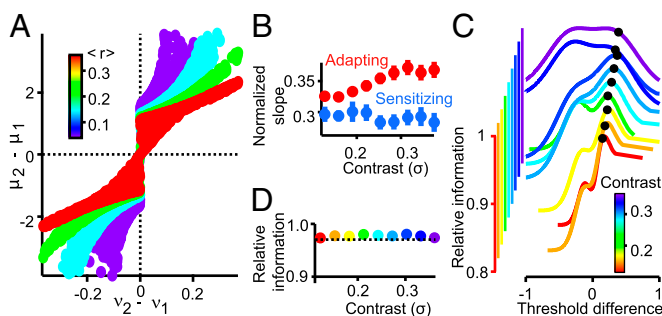 A
<r>
0.3
0.2
0.1
2
0
-2
μ2 - μ1
-0.2
0
0.2
ν2 - ν1
B
Adapting
Sensitizing
Normalized slope
0.35
0.3
0.2
0.3
Contrast (σ)
D
Relative information
1.0
0.9
0.2
0.3
Contrast (σ)
C
Relative information
1
0.9
0.8
Contrast
0.3
0.2
-1
0
1
Threshold difference